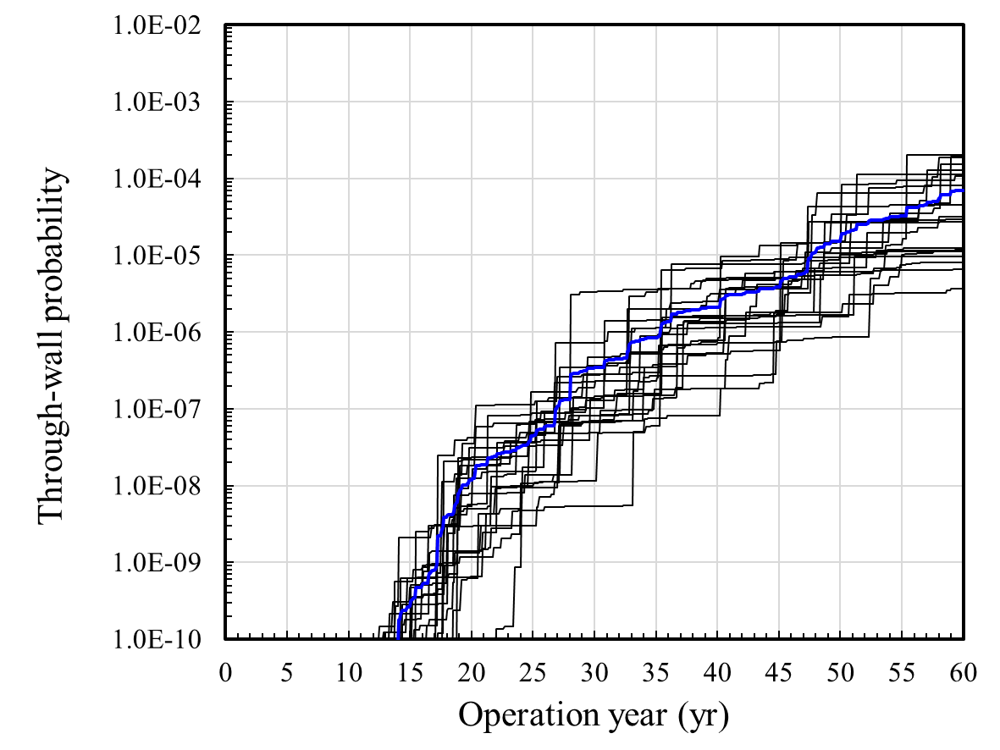 1.0E-02
1.0E-03
1.0E-04
1.0E-05
1.0E-06
1.0E-07
1.0E-08
1.0E-09
1.0E-10
Through-wall probability
0 5 10 15 20 25 30 35 40 45 50 55 60
Operation year (yr)